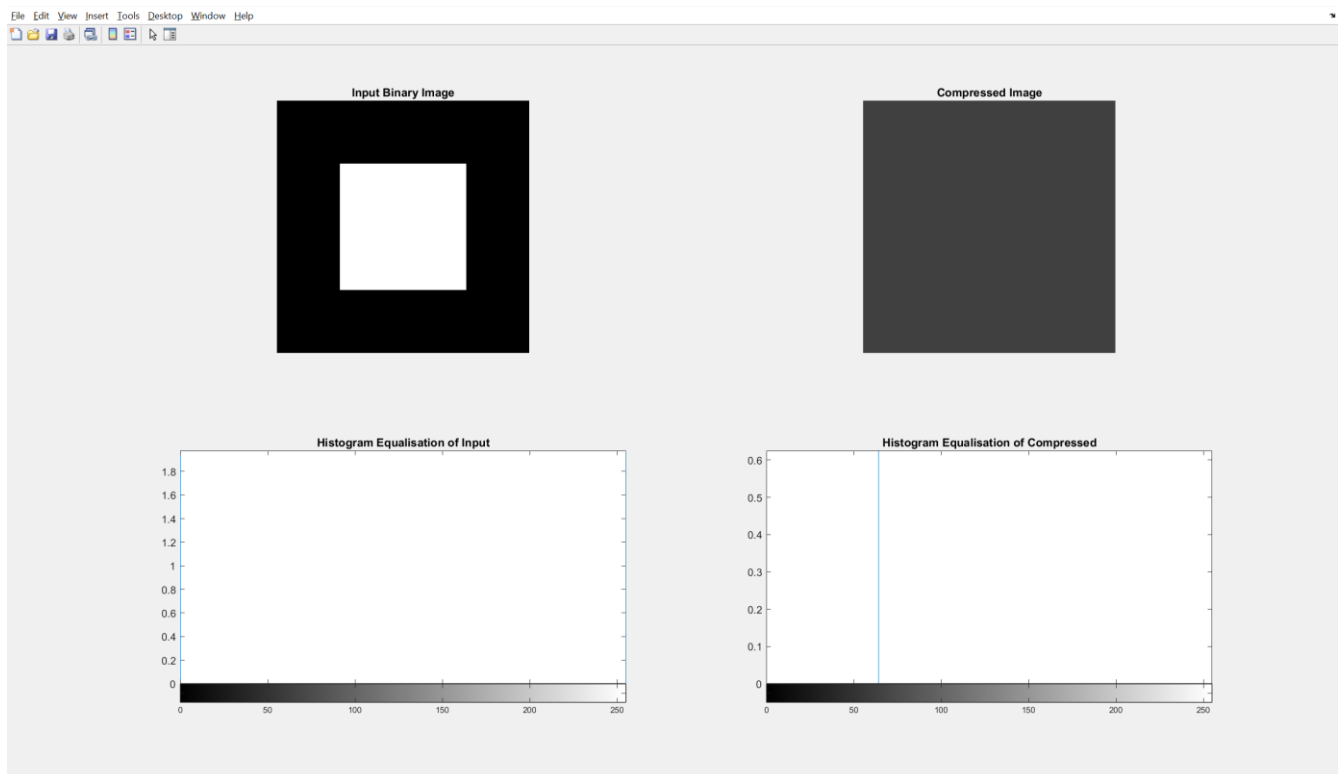 File Edit View Insert Tools Desktop Window Help
Input Binary Image
Compressed Image
Histogram Equalisation of Input
1.8
1.6
1.4
1.2
1
0.8
0.6
0.4
0.2
0
0 50 100 150 200 250
Histogram Equalisation of Compressed
0.6
0.5
0.4
0.3
0.2
0.1
0
0 50 100 150 200 250